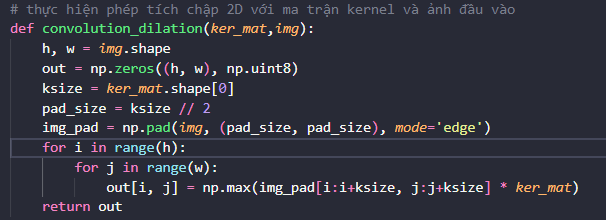 # thực hiện phép tích chập 2D với ma trận kernel và ảnh đầu vào
def convolution_dilation(ker_mat,img):
    h, w = img.shape
    out = np.zeros((h, w), np.uint8)
    ksize = ker_mat.shape[0]
    pad_size = ksize // 2
    img_pad = np.pad(img, (pad_size, pad_size), mode='edge')
    for i in range(h):
        for j in range(w):
            out[i, j] = np.max(img_pad[i:i+ksize, j:j+ksize] * ker_mat)
    return out